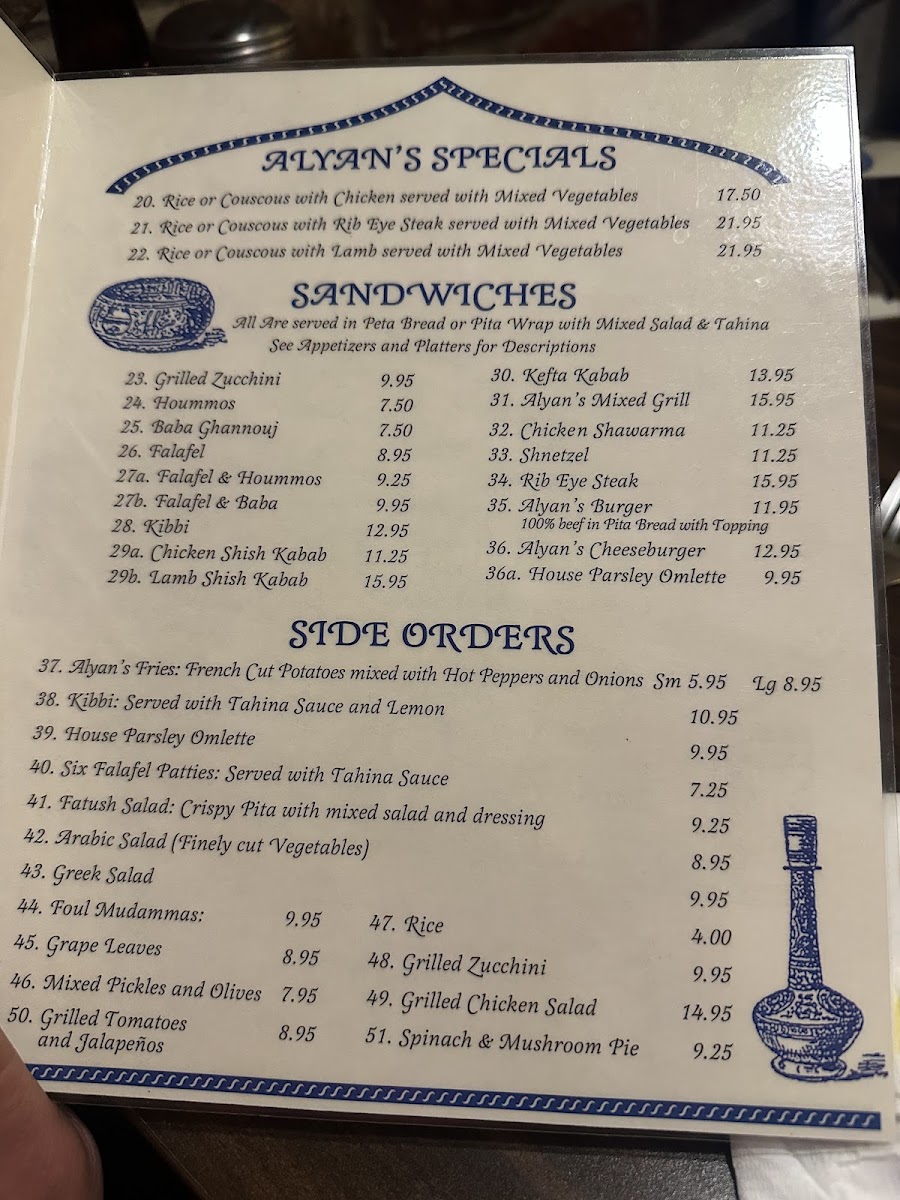 ALYAN'S SPECIALS
20. Rice or Couscous with Chicken served with Mixed Vegetables 17.50
21. Rice or Couscous with Rib Eye Steak served with Mixed Vegetables 21.95
22. Rice or Couscous with Lamb served with Mixed Vegetables 21.95
SANDWICHES
All Are served in Peta Bread or Pita Wrap with Mixed Salad & Tahina
See Appetizers and Platters for Descriptions
23. Grilled Zucchini 9.95
24. Hoummos 7.50
25. Baba Ghannouj 7.50
26. Falafel 8.95
27a. Falafel & Hoummos 9.25
27b. Falafel & Baba 9.95
28. Kibbi 12.95
29a. Chicken Shish Kabab 11.25
29b. Lamb Shish Kabab 15.95
30. Kefta Kabab 13.95
31. Alyan's Mixed Grill 15.95
32. Chicken Shawarma 11.25
33. Shnetzel 11.25
34. Rib Eye Steak 15.95
35. Alyan's Burger 11.95
100% beef in Pita Bread with Topping
36. Alyan's Cheeseburger 12.95
36a. House Parsley Omlette 9.95
SIDE ORDERS
37. Alyan's Fries: French Cut Potatoes mixed with Hot Peppers and Onions Sm 5.95 Lg 8.95
38. Kibbi: Served with Tahina Sauce and Lemon 10.95
39. House Parsley Omlette 9.95
40. Six Falafel Patties: Served with Tahina Sauce 7.25
41. Fatush Salad: Crispy Pita with mixed salad and dressing 9.25
42. Arabic Salad (Finely cut Vegetables) 8.95
43. Greek Salad 9.95
44. Foul Mudammas: 9.95
45. Grape Leaves 8.95
46. Mixed Pickles and Olives 7.95
50. Grilled Tomatoes
and Jalapeños 8.95
47. Rice 4.00
48. Grilled Zucchini 9.95
49. Grilled Chicken Salad 14.95
51. Spinach & Mushroom Pie 9.25